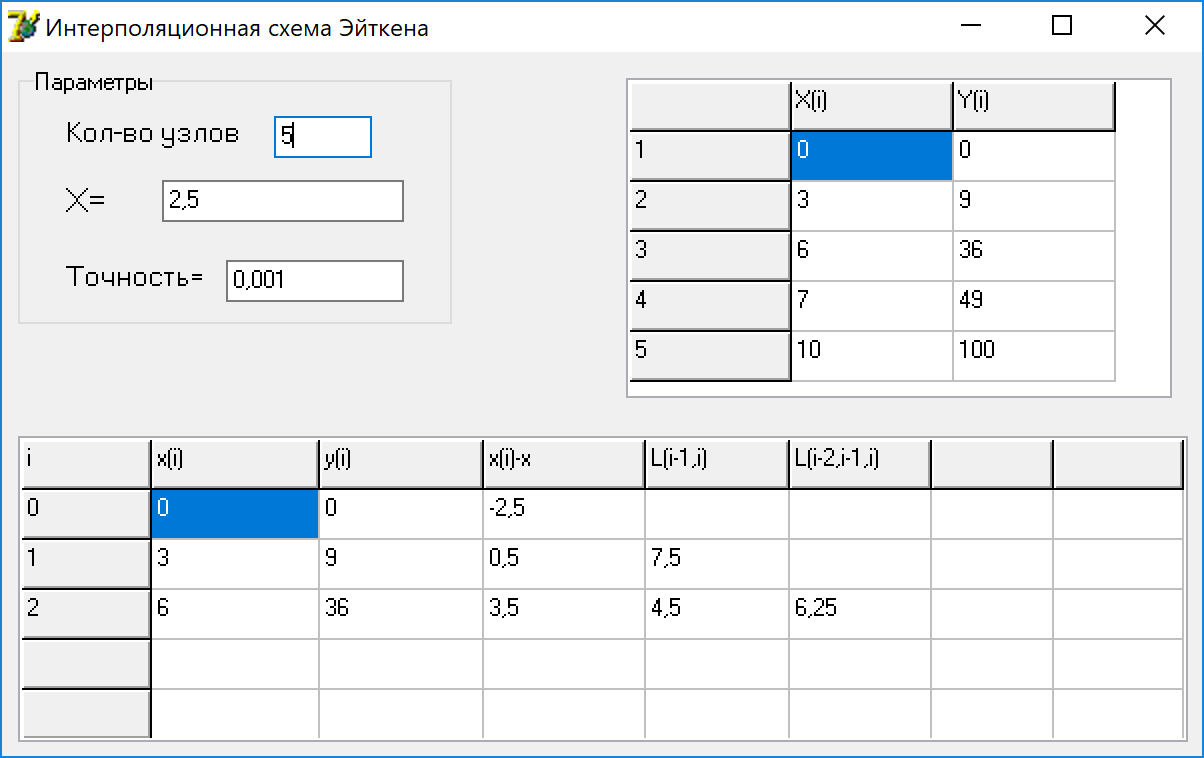 Интерполяционная схема Эйткена
Параметры
Кол-во узлов 5
X= 2,5
Точность= 0,001
X(i) Y(i)
1 0 0
2 3 9
3 6 36
4 7 49
5 10 100
i x(i) y(i) x(i)-x L(i-1,i) L(i-2,i-1,i)
0 0 0 -2,5
1 3 9 0,5 7,5
2 6 36 3,5 4,5 6,25